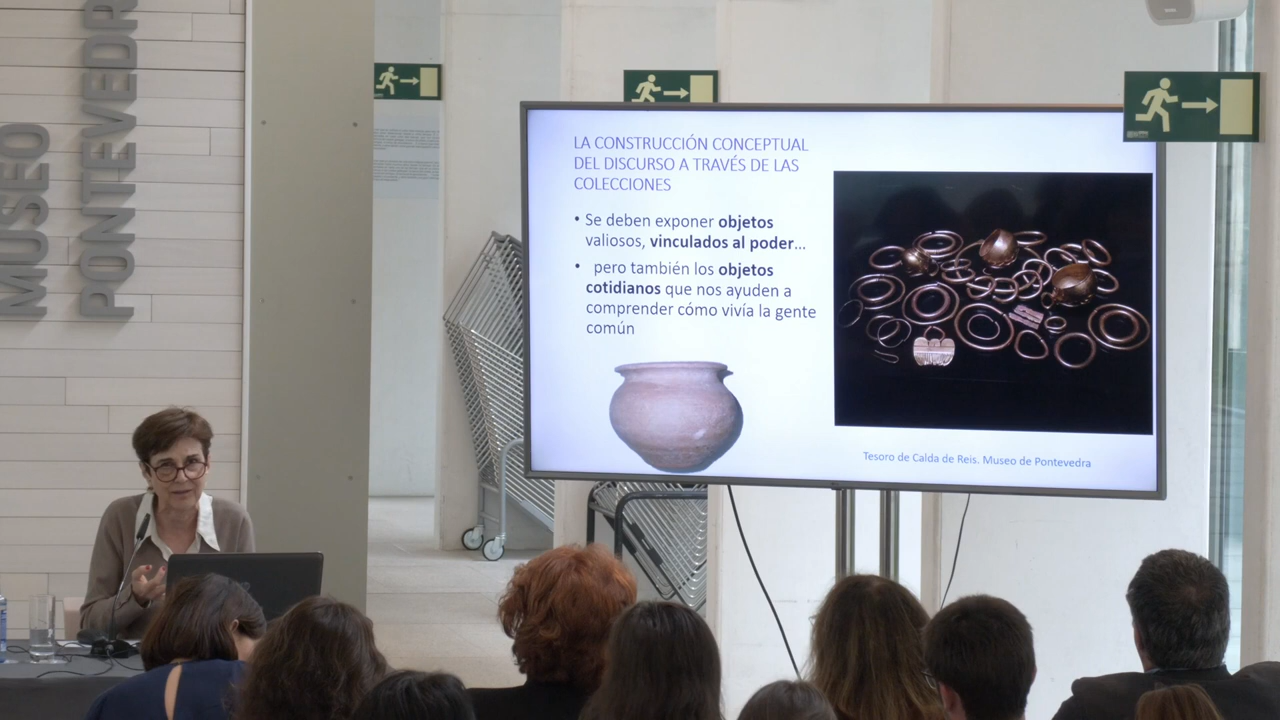 MUSEO
PONTEVEDR
LA CONSTRUCCIÓN CONCEPTUAL
DEL DISCURSO A TRAVÉS DE LAS
COLECCIONES
• Se deben exponer objetos
valiosos, vinculados al poder...
• pero también los objetos
cotidianos que nos ayuden a
comprender cómo vivía la gente
común
Tesoro de Calda de Reis. Museo de Pontevedra